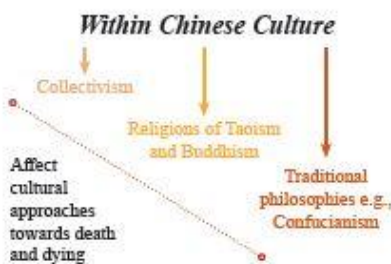 Within Chinese Culture
Collectivism
Religions of Taoism
and Buddhism
Traditional
philosophies e.g.,
Confucianism
Affect
cultural
approaches
towards death
and dying